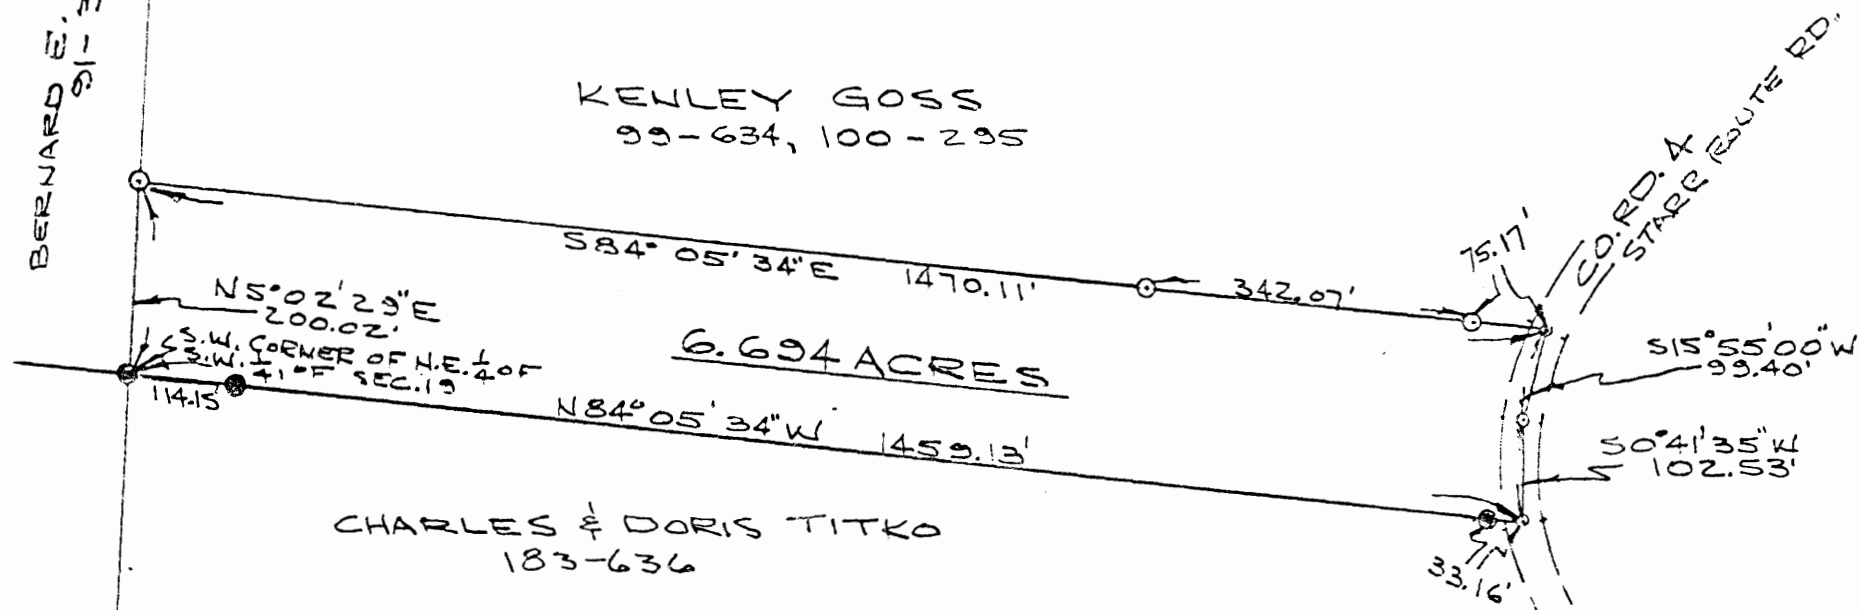 BERNARD E.
91-
KENLEY GOSS
99-634, 100-295
CO. RD. 4
STARR ROUTE RD.
75.17'
S84° 05' 34"E 1470.11'
342.07'
N5°02'29"E
200.02'
S.W. CORNER OF N.E. 1/4 OF
S.W. 1/4 OF SEC. 19
6.694 ACRES
S15°55'00"W
99.40'
114.15'
N84° 05' 34"W 1459.13'
S0°41'35"W
102.53'
CHARLES & DORIS TITKO
183-636
33.16'